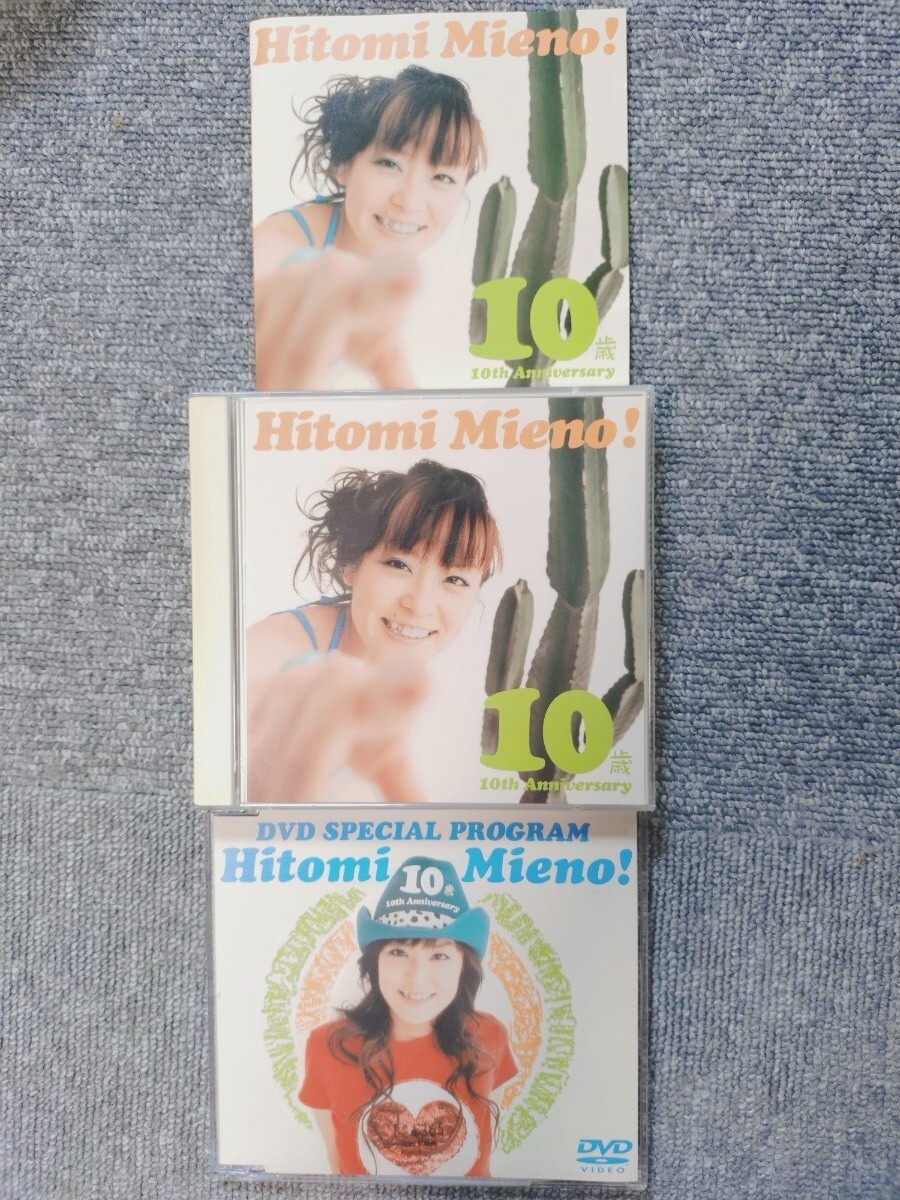 Hitomi Mieno!
10歳
10th Anniversary
Hitomi Mieno!
10歳
10th Anniversary
DVD SPECIAL PROGRAM
Hitomi Mieno!
10歳
10th Anniversary
DVD
VIDEO